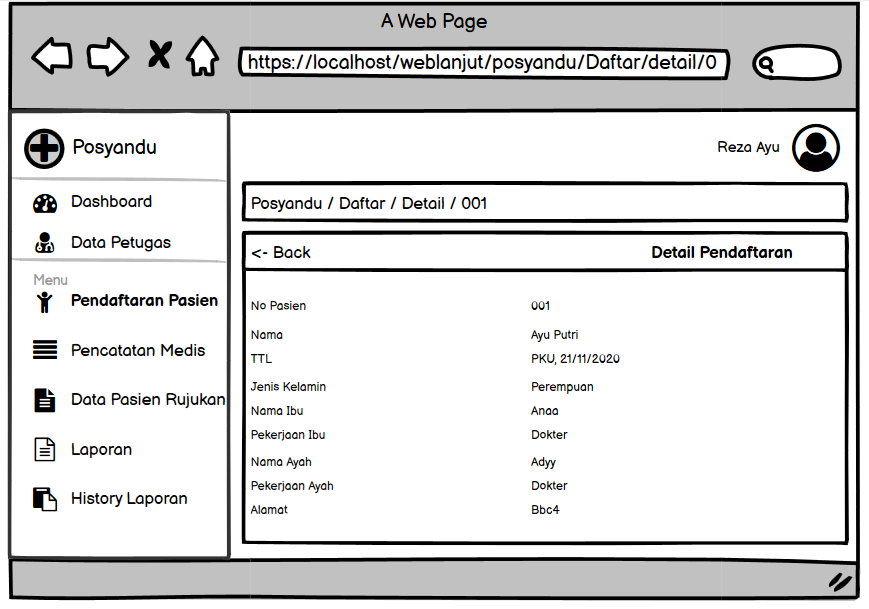 A Web Page
https://localhost/weblanjut/posyandu/Daftar/detail/0
Posyandu
Reza Ayu
Dashboard
Data Petugas
Menu
Pendaftaran Pasien
Pencatatan Medis
Data Pasien Rujukan
Laporan
History Laporan
Posyandu / Daftar / Detail / 001
<- Back Detail Pendaftaran
No Pasien 001
Nama Ayu Putri
TTL PKU, 21/11/2020
Jenis Kelamin Perempuan
Nama Ibu Anaa
Pekerjaan Ibu Dokter
Nama Ayah Adyy
Pekerjaan Ayah Dokter
Alamat Bbc4